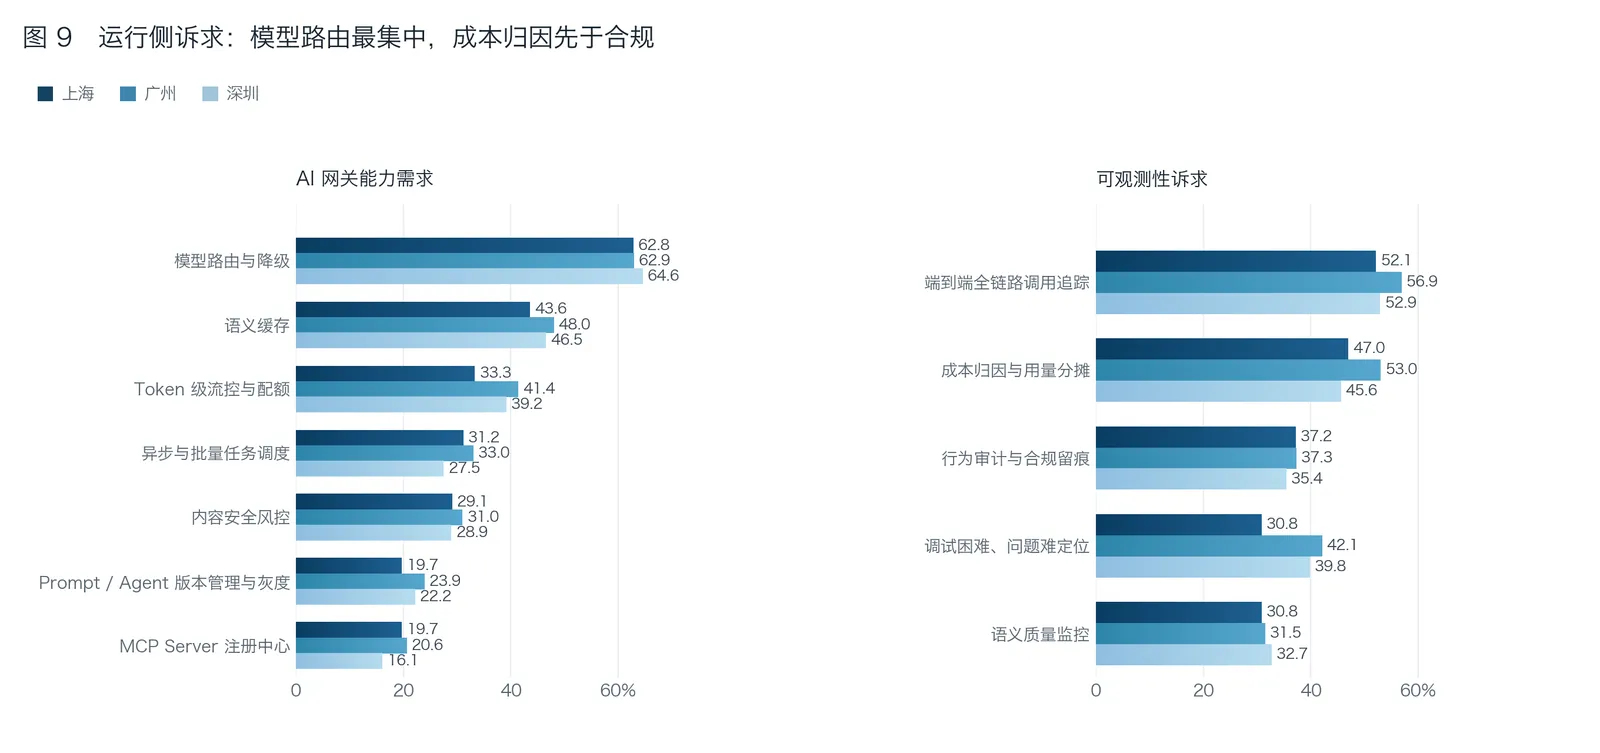 图 9 运行侧诉求：模型路由最集中，成本归因先于合规
上海 广州 深圳
AI 网关能力需求
模型路由与降级 62.8 62.9 64.6
语义缓存 43.6 48.0 46.5
Token 级流控与配额 33.3 41.4 39.2
异步与批量任务调度 31.2 33.0 27.5
内容安全风控 29.1 31.0 28.9
Prompt / Agent 版本管理与灰度 19.7 23.9 22.2
MCP Server 注册中心 19.7 20.6 16.1
0 20 40 60%
可观测性诉求
端到端全链路调用追踪 52.1 56.9 52.9
成本归因与用量分摊 47.0 53.0 45.6
行为审计与合规留痕 37.2 37.3 35.4
调试困难、问题难定位 30.8 42.1 39.8
语义质量监控 30.8 31.5 32.7
0 20 40 60%